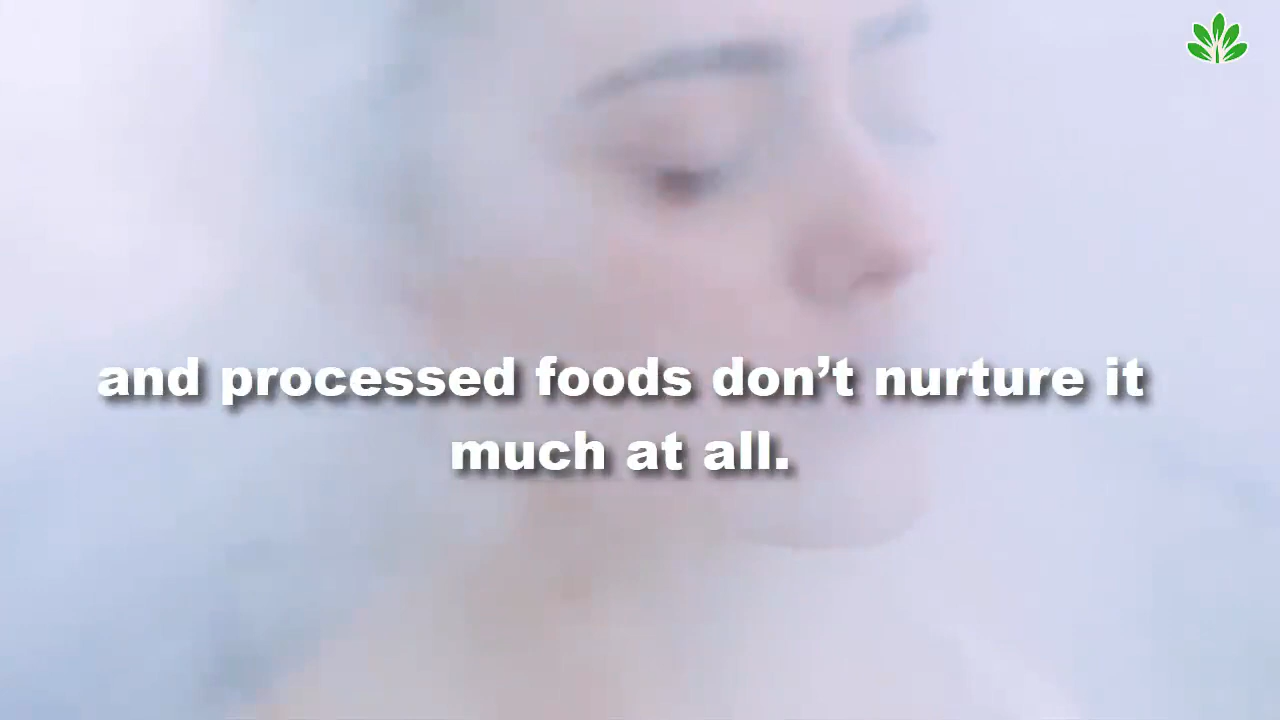 and processed foods don’t nurture it
much at all.